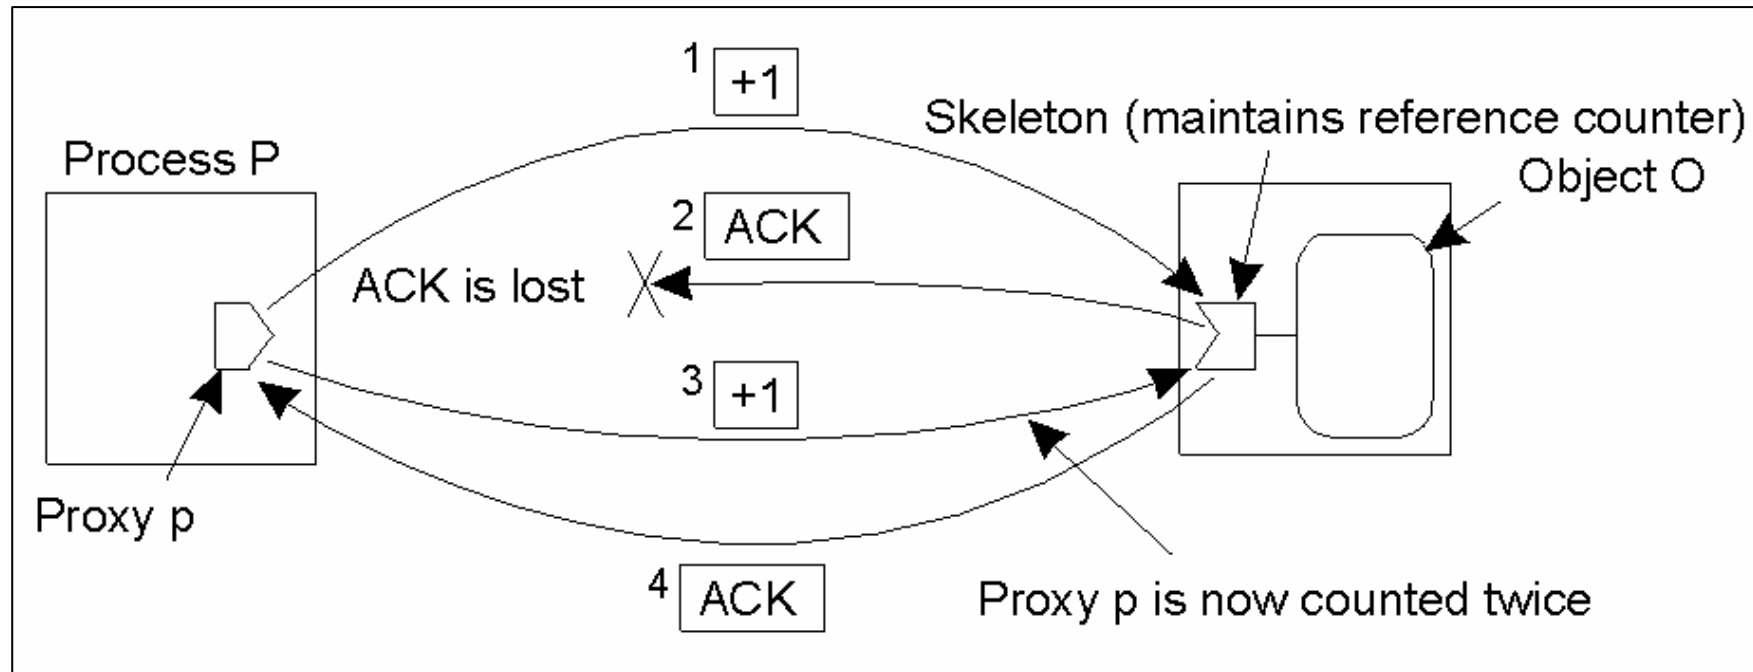 1 +1
Skeleton (maintains reference counter)
Process P
Object O
2 ACK
ACK is lost
3 +1
Proxy p
4 ACK
Proxy p is now counted twice